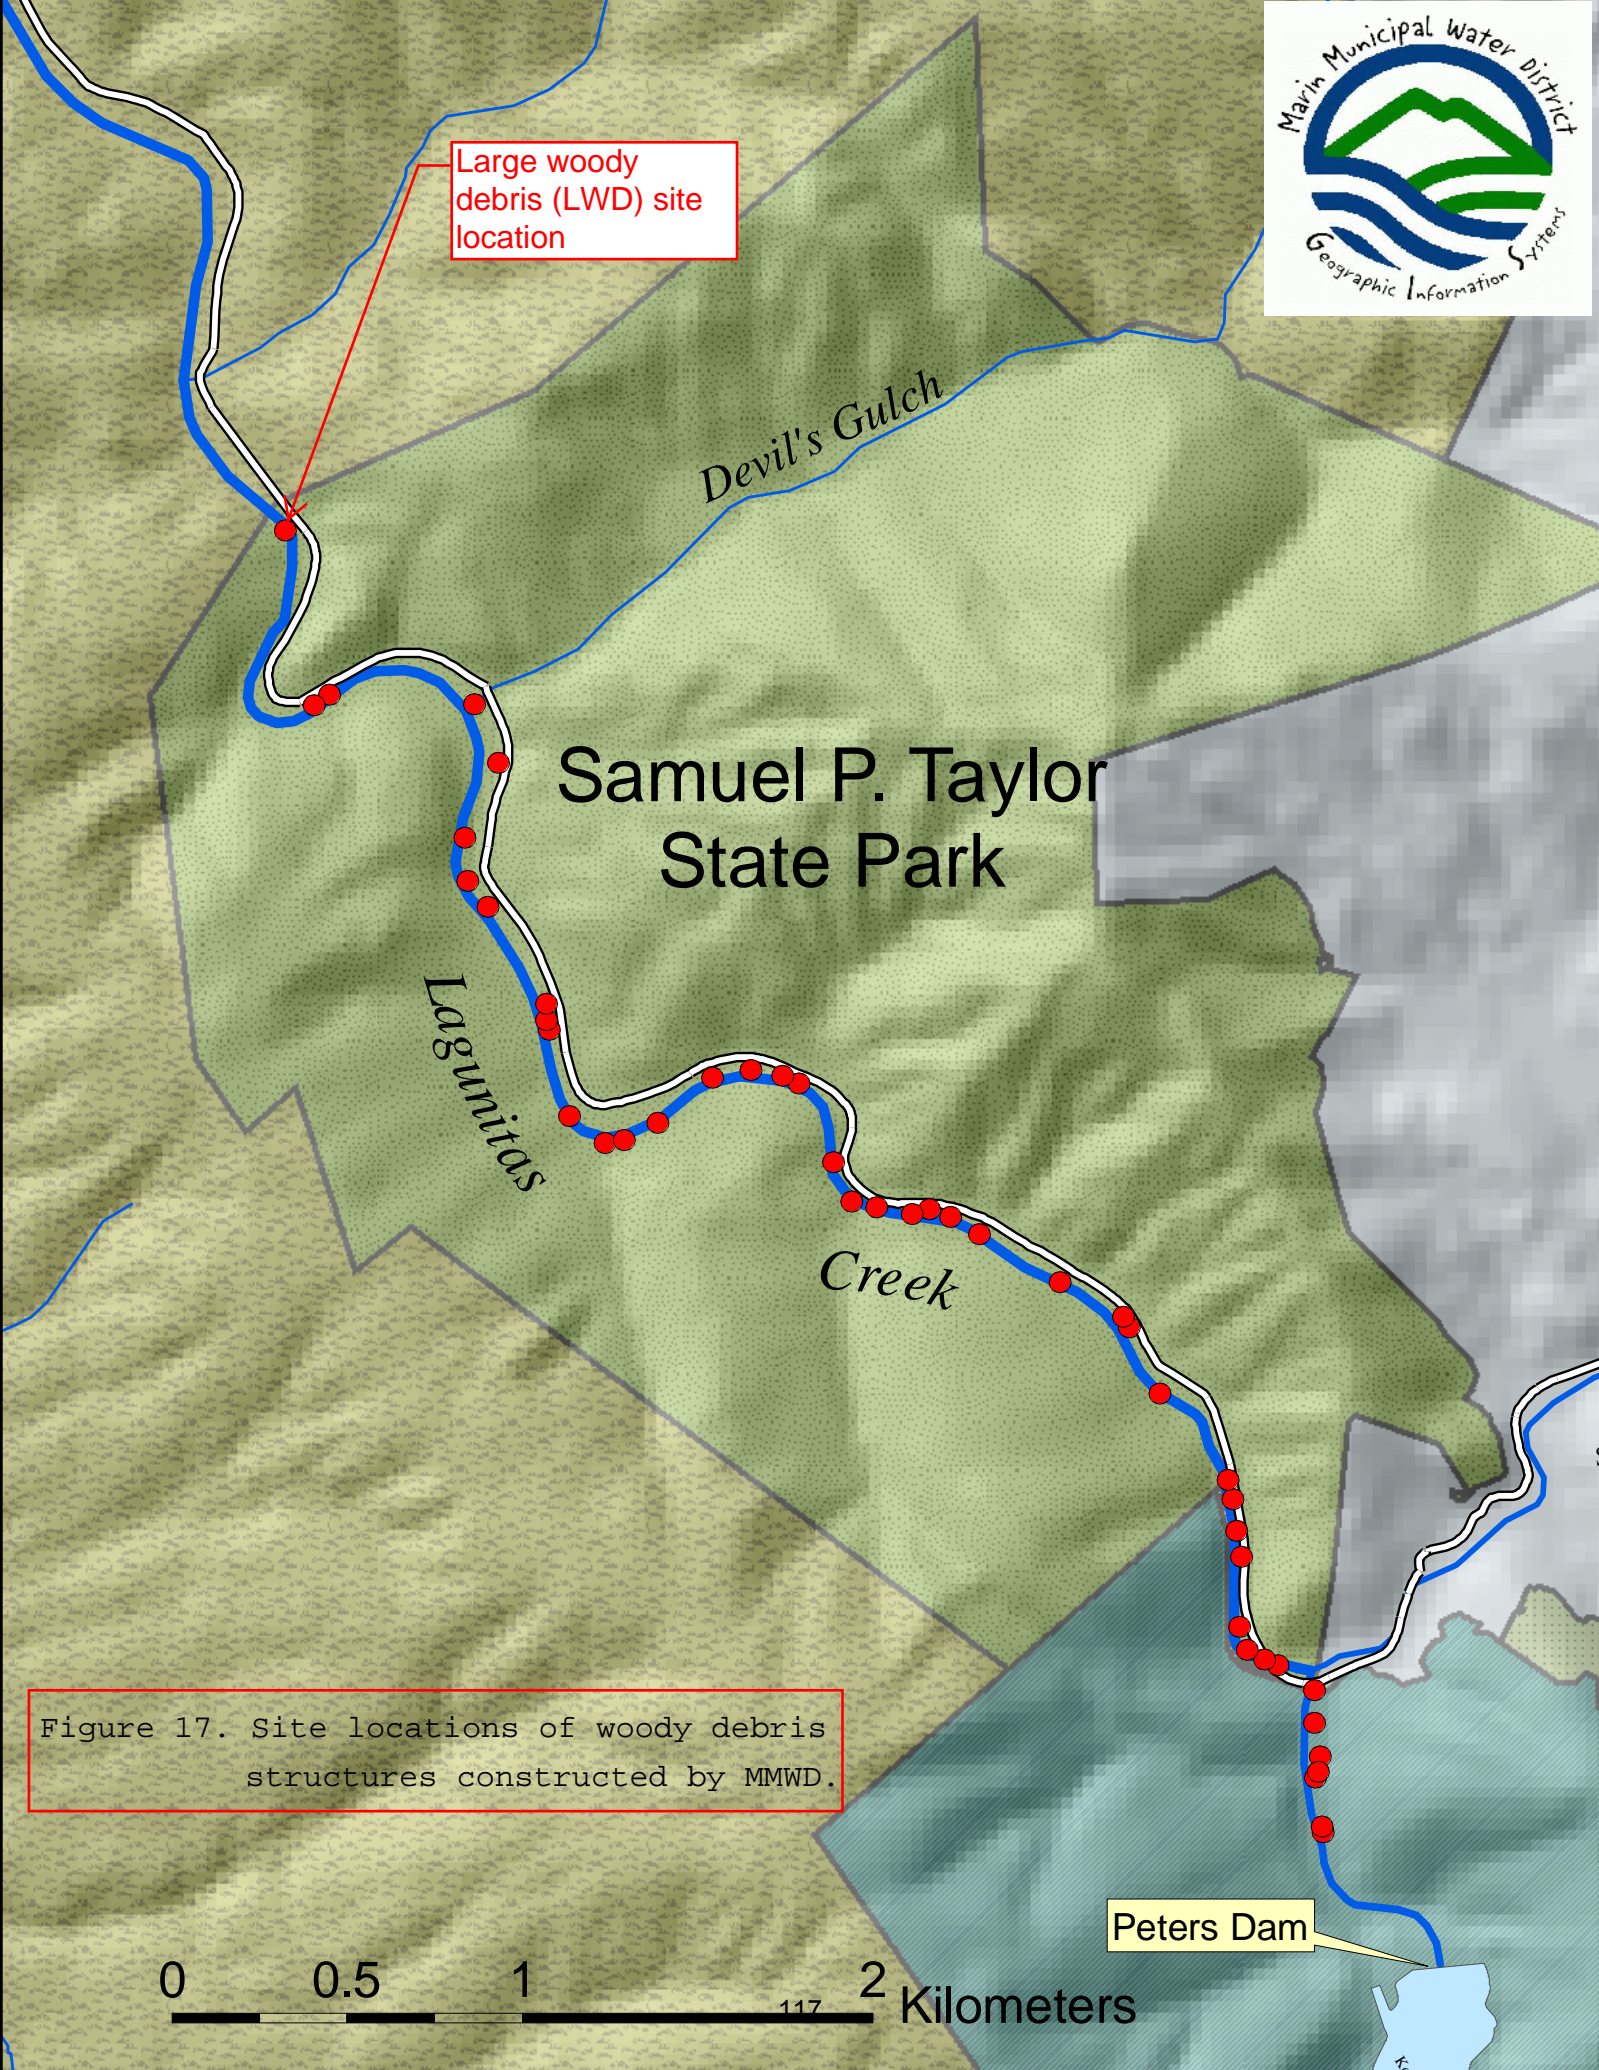 Marin Municipal Water District
Geographic Information Systems
Large woody
debris (LWD) site
location
Devil's Gulch
Samuel P. Taylor
State Park
Lagunitas
Creek
Figure 17. Site locations of woody debris
structures constructed by MMWD.
Peters Dam
0 0.5 1 2 Kilometers
117